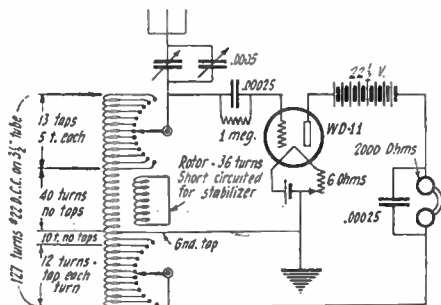 .0005
.00025
1 meg.
22½ V.
WD-11
2000 Ohms
6 Ohms
.00025
13 taps
5 t. each
40 turns
no taps
10 t. no taps
12 turns -
tap each
turn
127 turns #22 D.C.C. on 3½" tube
Rotor - 36 turns
Short circuited
for stabilizer
Gnd. tap